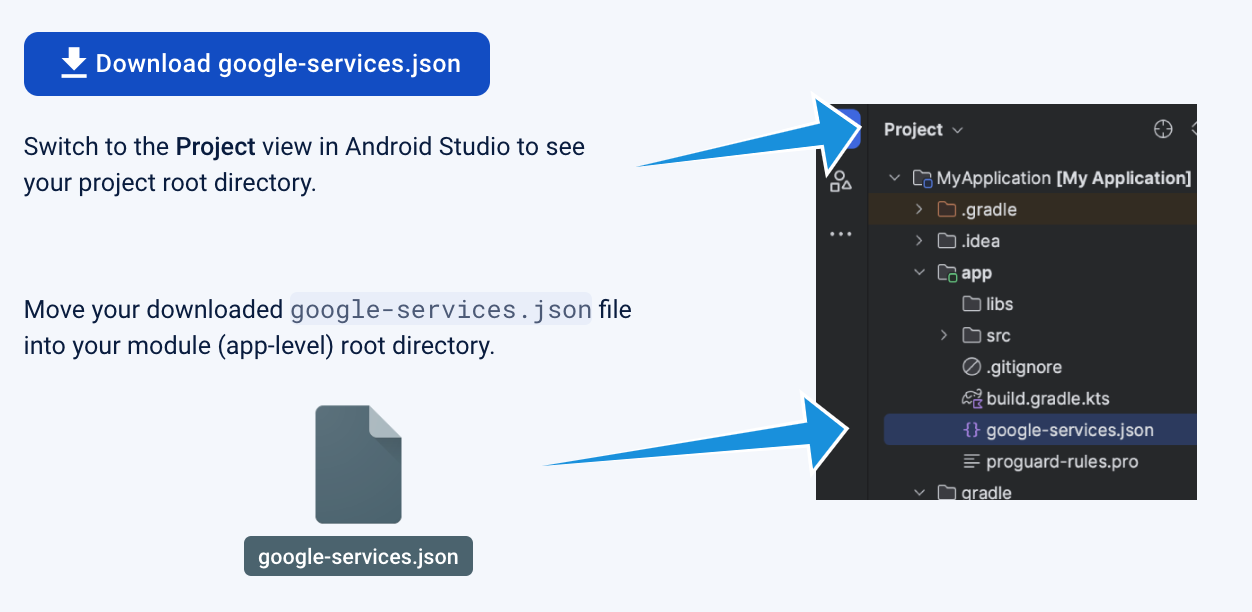 Download google-services.json
Switch to the Project view in Android Studio to see
your project root directory.
Move your downloaded google-services.json file
into your module (app-level) root directory.
google-services.json
Project
MyApplication [My Application]
.gradle
.idea
app
libs
src
.gitignore
build.gradle.kts
google-services.json
proguard-rules.pro
gradle